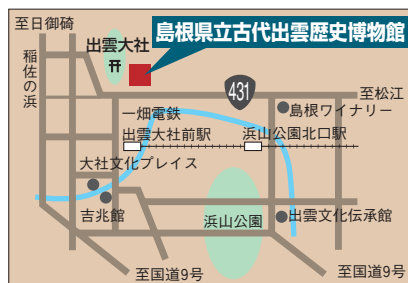 至日御碕
島根県立古代出雲歴史博物館
出雲大社
稲佐の浜
431
至松江
島根ワイナリー
一畑電鉄
出雲大社前駅
浜山公園北口駅
大社文化プレイス
吉兆館
浜山公園
出雲文化伝承館
至国道9号
至国道9号